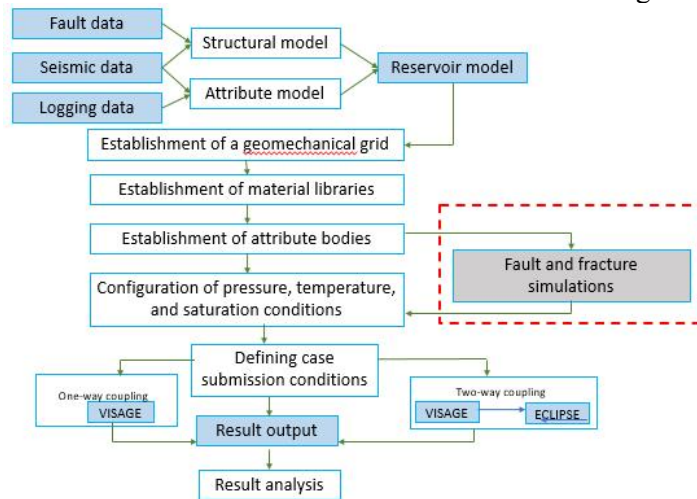 Fault data
Structural model
Seismic data
Reservoir model
Attribute model
Logging data
Establishment of a geomechanical grid
Establishment of material libraries
Establishment of attribute bodies
Fault and fracture
simulations
Configuration of pressure, temperature,
and saturation conditions
Defining case
submission conditions
One-way coupling
VISAGE
Two-way coupling
VISAGE
ECLIPSE
Result output
Result analysis